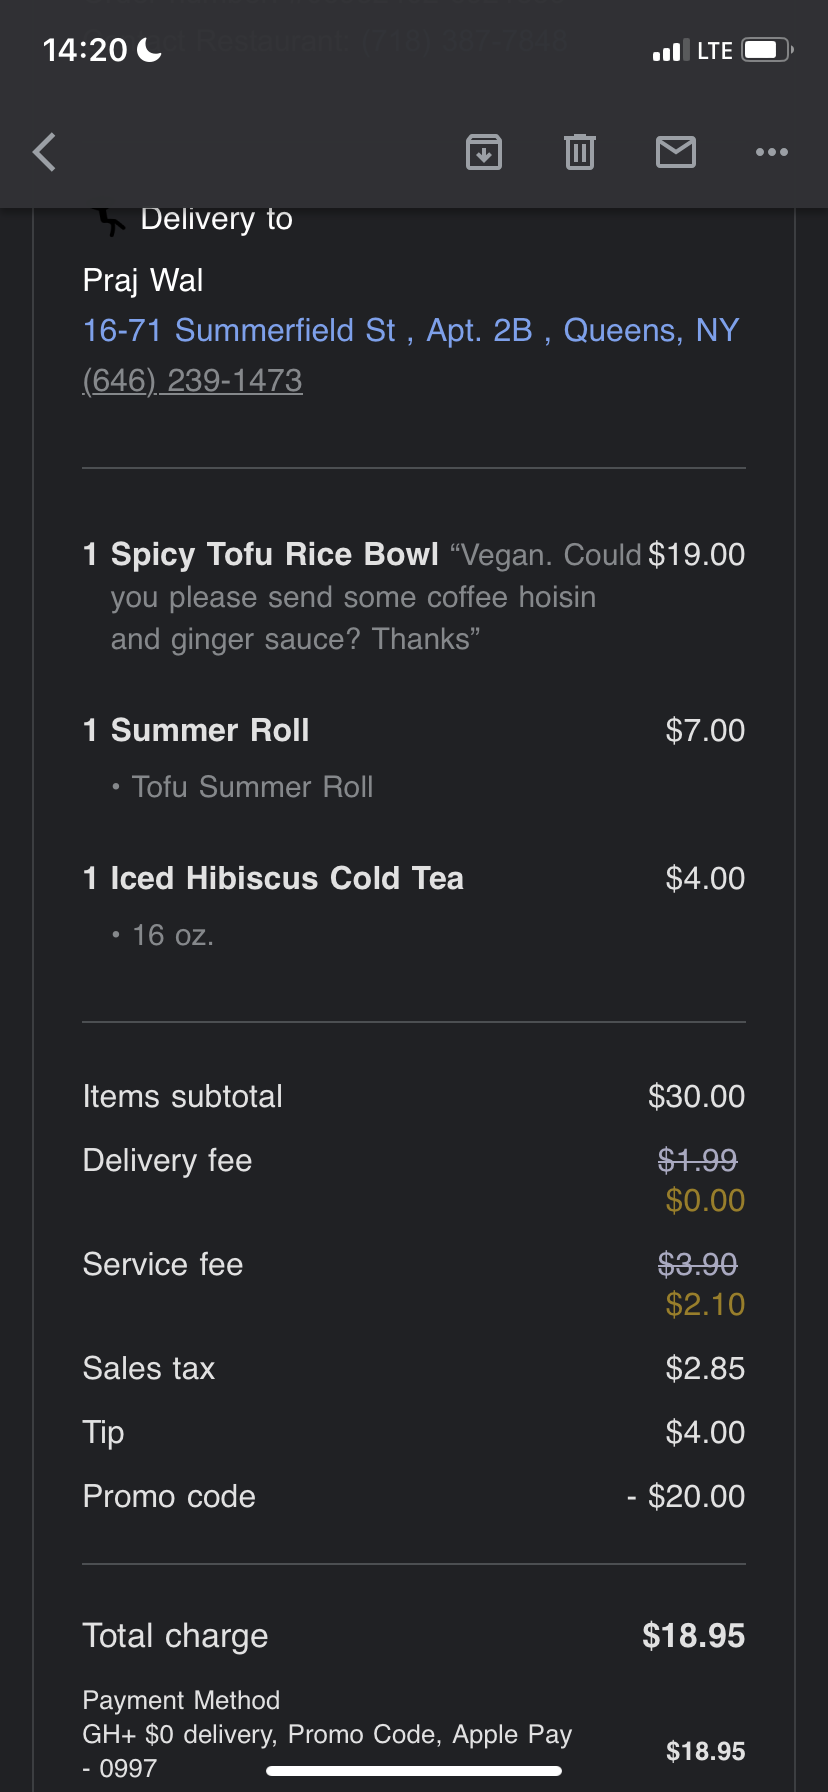 14:20
LTE
Restaurant: (718) 387-7848
Delivery to
Praj Wal
16-71 Summerfield St , Apt. 2B , Queens, NY
(646) 239-1473
1 Spicy Tofu Rice Bowl “Vegan. Could $19.00
you please send some coffee hoisin
and ginger sauce? Thanks”
1 Summer Roll $7.00
• Tofu Summer Roll
1 Iced Hibiscus Cold Tea $4.00
• 16 oz.
Items subtotal $30.00
Delivery fee $1.99
$0.00
Service fee $3.90
$2.10
Sales tax $2.85
Tip $4.00
Promo code - $20.00
Total charge $18.95
Payment Method
GH+ $0 delivery, Promo Code, Apple Pay
- 0997 $18.95